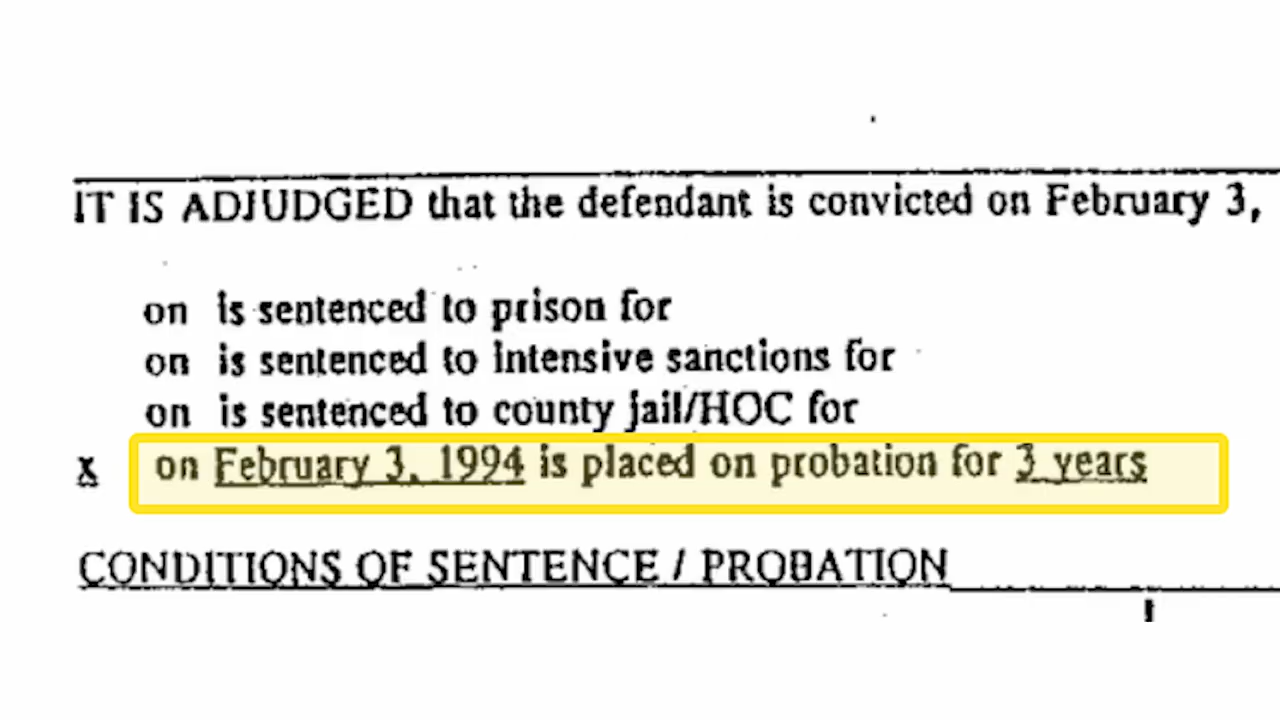 IT IS ADJUDGED that the defendant is convicted on February 3,
on is sentenced to prison for
on is sentenced to intensive sanctions for
on is sentenced to county jail/HOC for
x on February 3, 1994 is placed on probation for 3 years
CONDITIONS OF SENTENCE / PROBATION